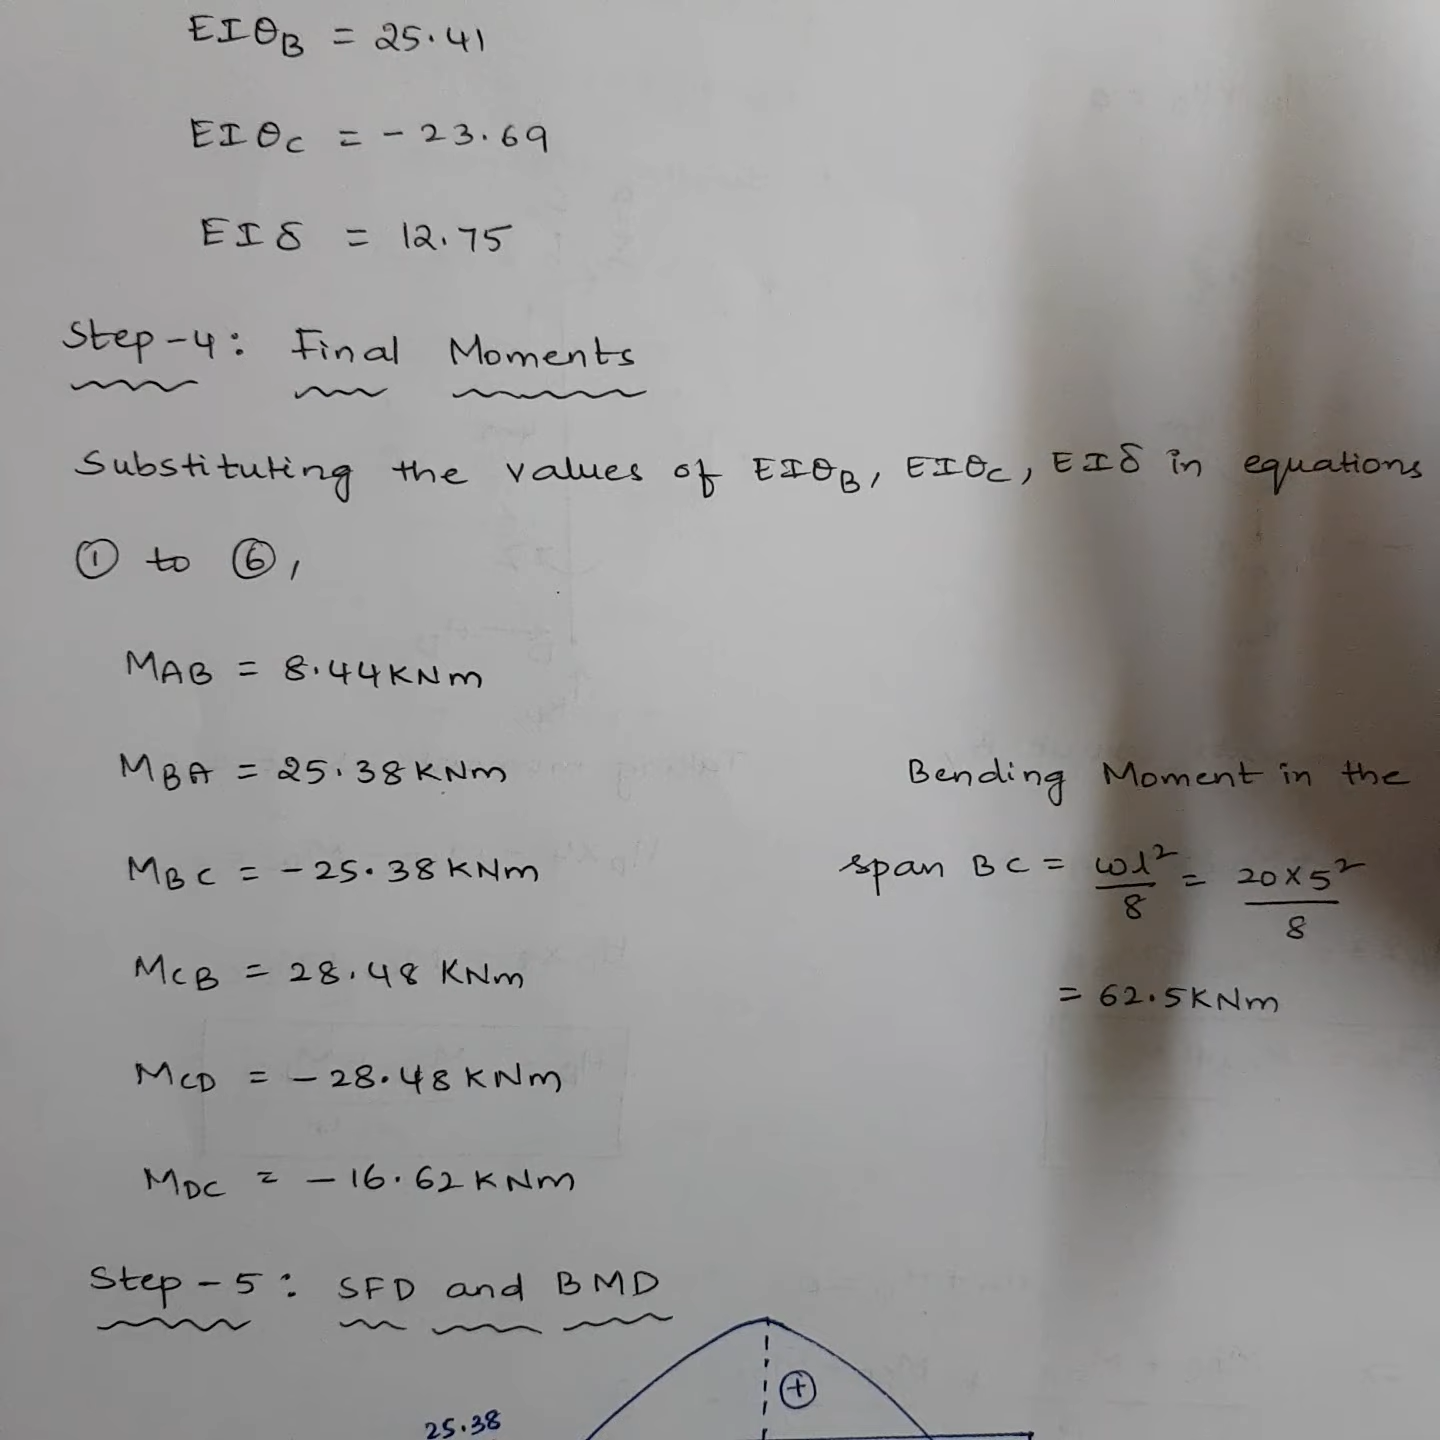 EIθB = 25.41
EIθC = -23.69
EIδ = 12.75
Step-4: Final Moments
Substituting the values of EIθB, EIθC, EIδ in equations
① to ⑥,
MAB = 8.44KNm
MBA = 25.38KNm
MBC = -25.38KNm
MCB = 28.48 KNm
MCD = -28.48KNm
MDC = -16.62KNm
Bending Moment in the
span BC = wl²/8 = 20×5²/8
= 62.5KNm
Step-5: SFD and BMD
+
25.38